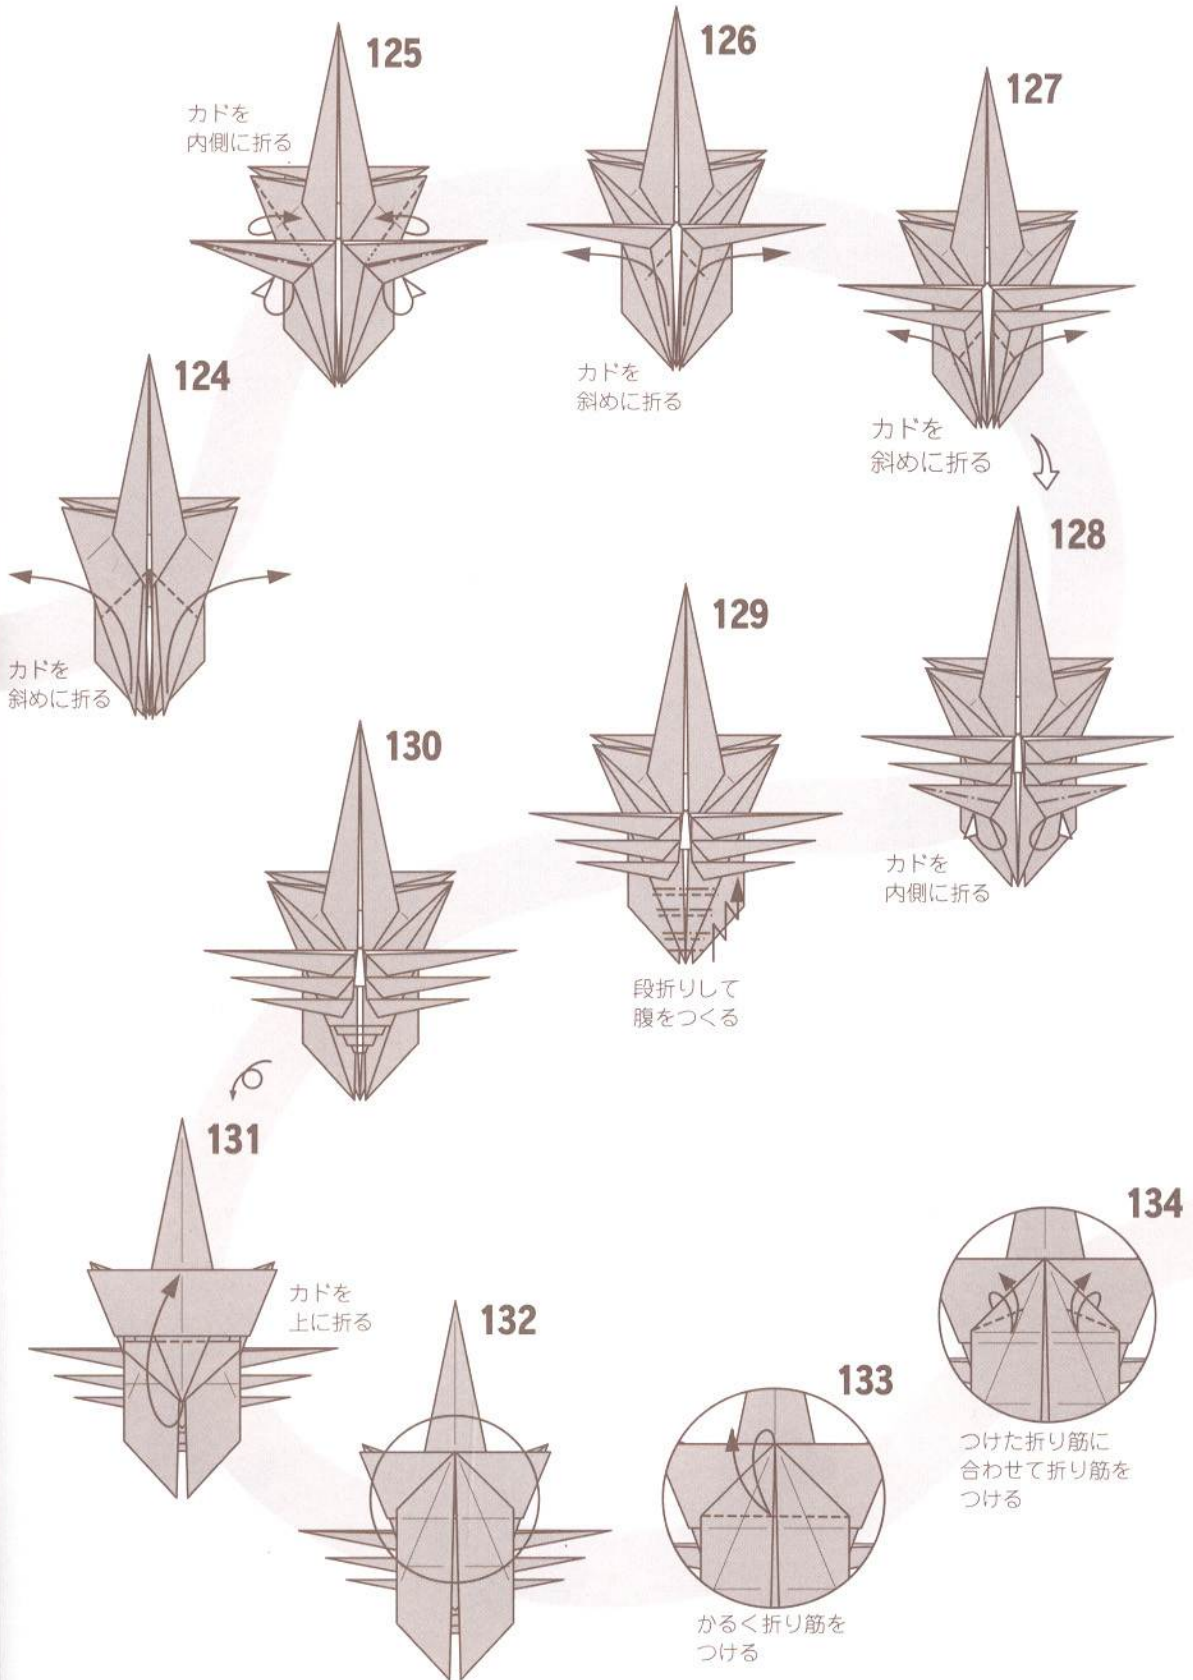 124
カドを
斜めに折る
125
カドを
内側に折る
126
カドを
斜めに折る
127
カドを
斜めに折る
128
カドを
内側に折る
129
段折りして
腹をつくる
130
131
カドを
上に折る
132
133
かるく折り筋を
つける
134
つけた折り筋に
合わせて折り筋を
つける